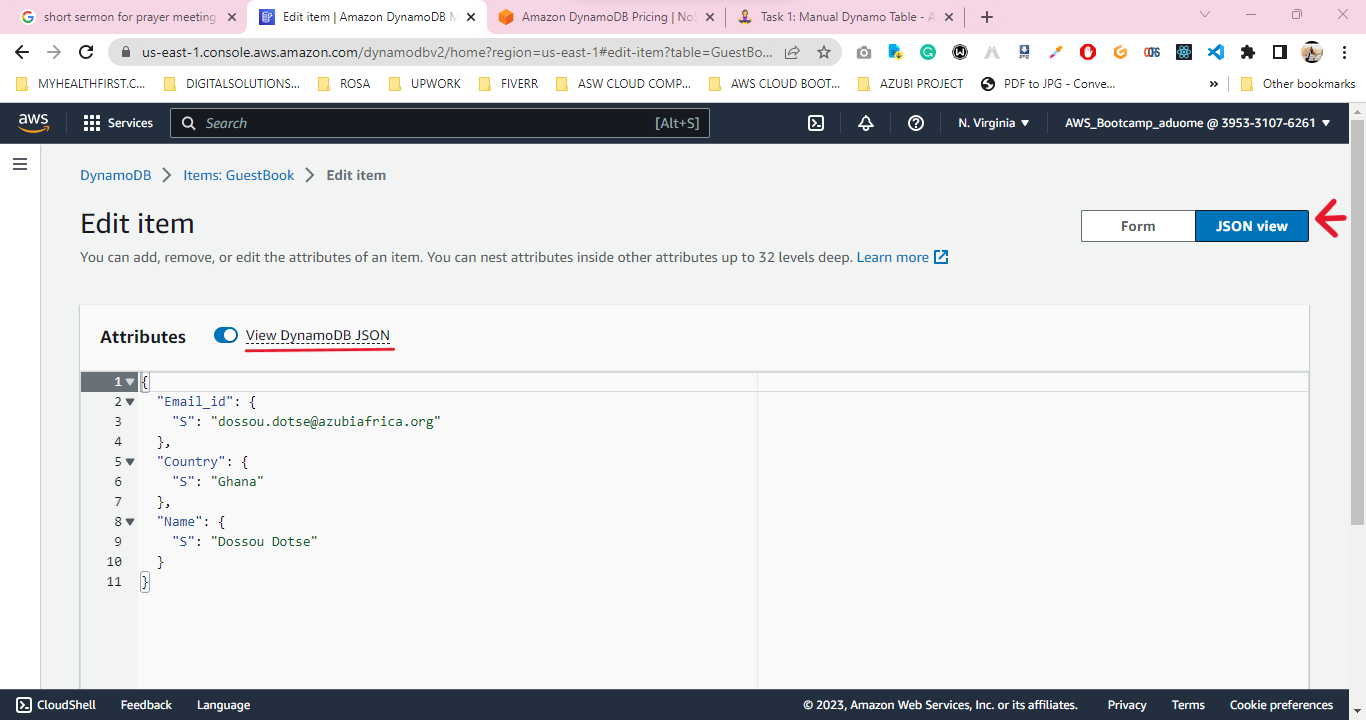 short sermon for prayer meeting
Edit item | Amazon DynamoDB M
Amazon DynamoDB Pricing | NoS
Task 1: Manual Dynamo Table - A
us-east-1.console.aws.amazon.com/dynamodbv2/home?region=us-east-1#edit-item?table=GuestBo...
MYHEALTHFIRST.C...
DIGITALSOLUTIONS...
ROSA
UPWORK
FIVERR
ASW CLOUD COMP...
AWS CLOUD BOOT...
AZUBI PROJECT
PDF to JPG - Conve...
»
Other bookmarks
aws
Services
Search
[Alt+S]
N. Virginia
AWS_Bootcamp_aduome @ 3953-3107-6261
DynamoDB
Items: GuestBook
Edit item
Edit item
Form
JSON view
You can add, remove, or edit the attributes of an item. You can nest attributes inside other attributes up to 32 levels deep. Learn more
Attributes
View DynamoDB JSON
1 {
2 "Email_id": {
3 "S": "dossou.dotse@azubiafrica.org"
4 },
5 "Country": {
6 "S": "Ghana"
7 },
8 "Name": {
9 "S": "Dossou Dotse"
10 }
11 }
CloudShell
Feedback
Language
© 2023, Amazon Web Services, Inc. or its affiliates.
Privacy
Terms
Cookie preferences